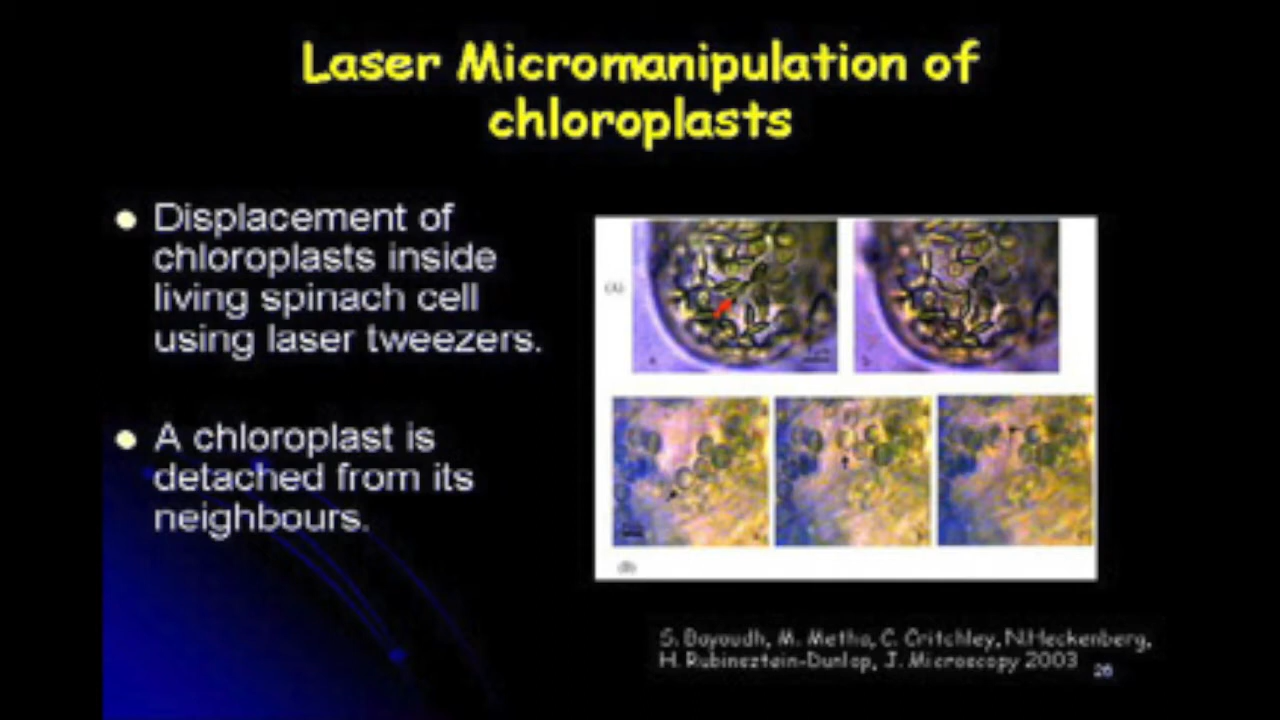 Laser Micromanipulation of
chloroplasts
Displacement of
chloroplasts inside
living spinach cell
using laser tweezers.
A chloroplast is
detached from its
neighbours.
(A)
a
b
(B)
S. Bayoudh, M. Metha, C. Critchley, N.Heckenberg,
H. Rubinsztein-Dunlop, J. Microscopy 2003
26